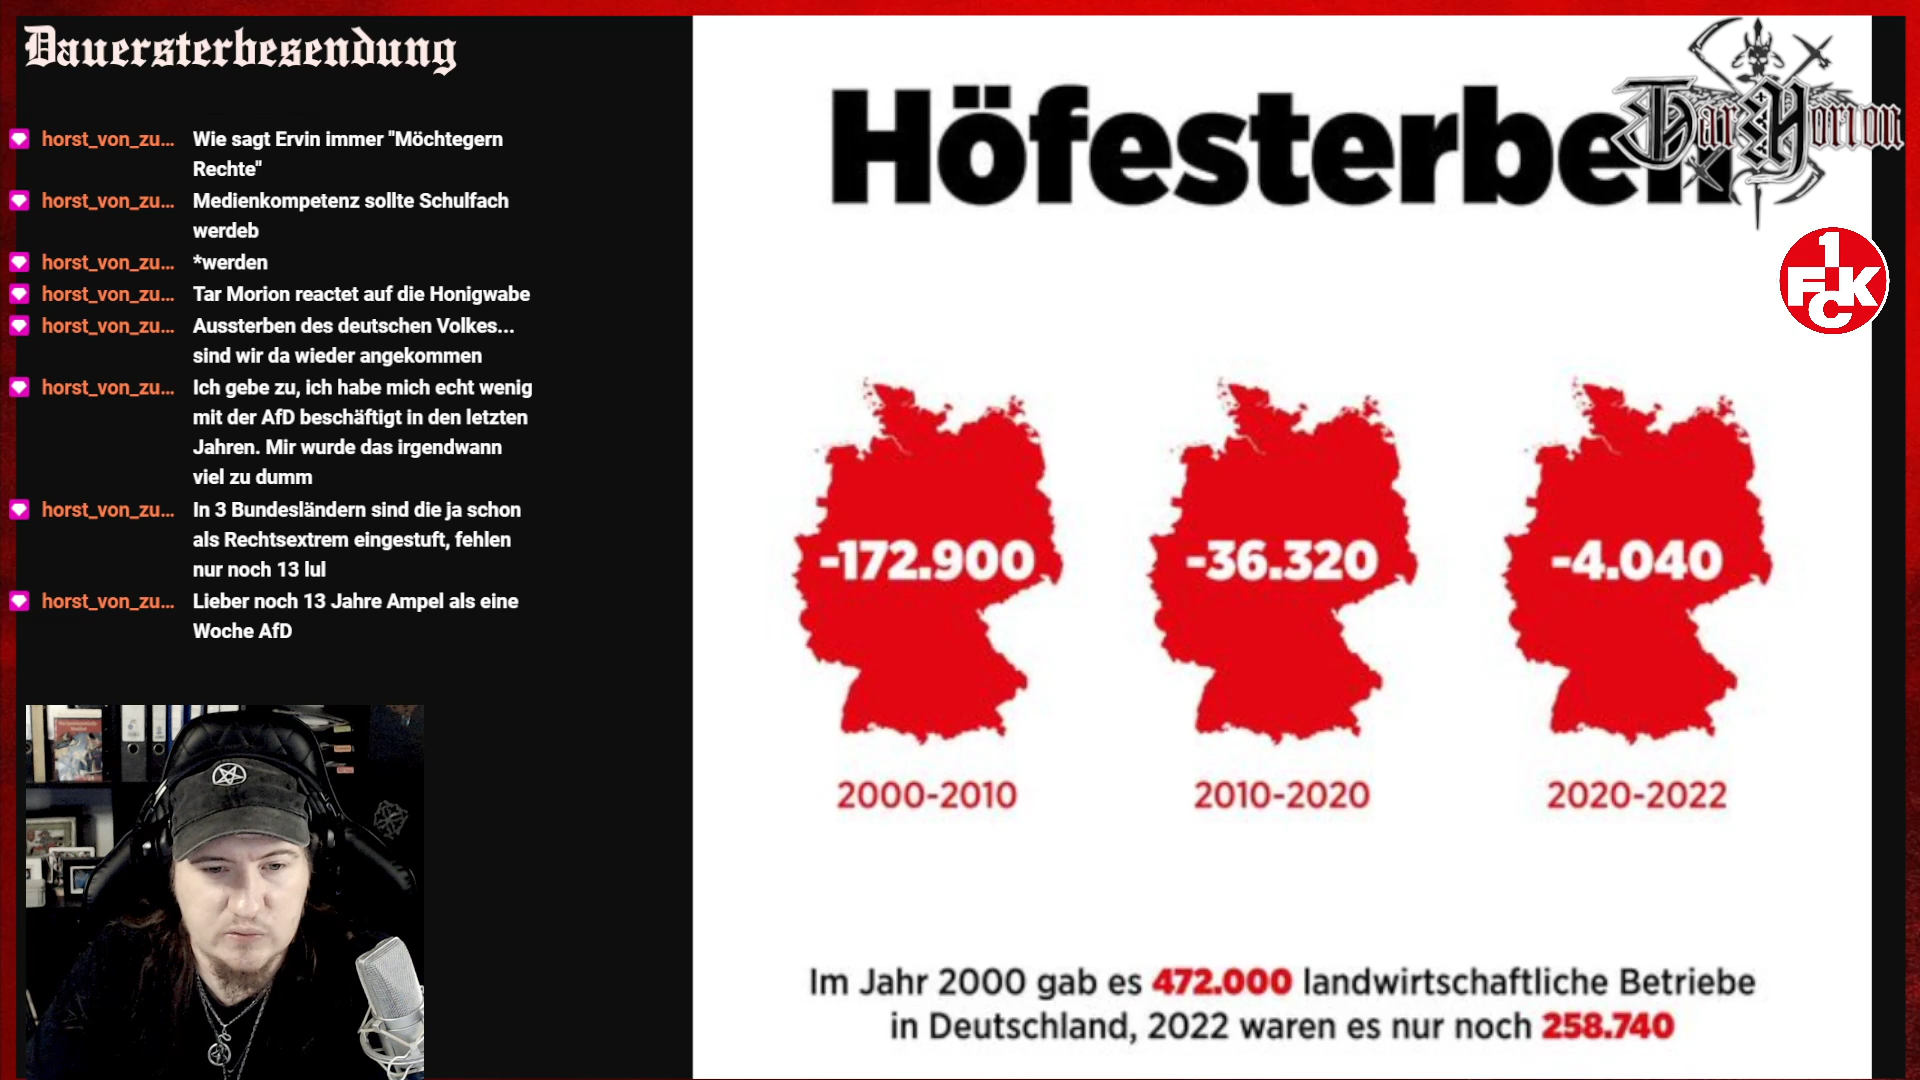 Dauersterbesendung
horst_von_zu... Wie sagt Ervin immer "Möchtegern
Rechte"
horst_von_zu... Medienkompetenz sollte Schulfach
werdeb
horst_von_zu... *werden
horst_von_zu... Tar Morion reactet auf die Honigwabe
horst_von_zu... Aussterben des deutschen Volkes...
sind wir da wieder angekommen
horst_von_zu... Ich gebe zu, ich habe mich echt wenig
mit der AfD beschäftigt in den letzten
Jahren. Mir wurde das irgendwann
viel zu dumm
horst_von_zu... In 3 Bundesländern sind die ja schon
als Rechtsextrem eingestuft, fehlen
nur noch 13 lul
horst_von_zu... Lieber noch 13 Jahre Ampel als eine
Woche AfD
Höfesterben
Tar Morion
1
FCK
-172.900
-36.320
-4.040
2000-2010
2010-2020
2020-2022
Im Jahr 2000 gab es 472.000 landwirtschaftliche Betriebe
in Deutschland, 2022 waren es nur noch 258.740